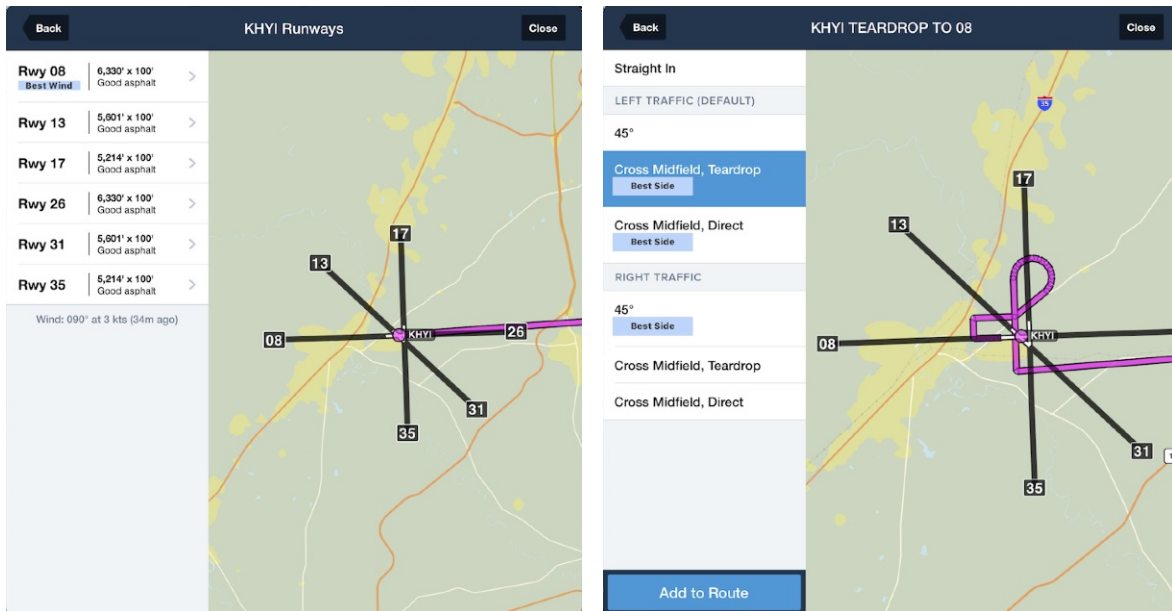 Back
KHYI Runways
Close
Rwy 08
Best Wind
6,330' x 100'
Good asphalt
Rwy 13
5,601' x 100'
Good asphalt
Rwy 17
5,214' x 100'
Good asphalt
Rwy 26
6,330' x 100'
Good asphalt
Rwy 31
5,601' x 100'
Good asphalt
Rwy 35
5,214' x 100'
Good asphalt
Wind: 090° at 3 kts (34m ago)
17
13
KHYI
26
08
31
35
Back
KHYI TEARDROP TO 08
Close
Straight In
LEFT TRAFFIC (DEFAULT)
45°
Cross Midfield, Teardrop
Best Side
Cross Midfield, Direct
Best Side
RIGHT TRAFFIC
45°
Best Side
Cross Midfield, Teardrop
Cross Midfield, Direct
Add to Route
35
17
13
KHYI
08
31
35